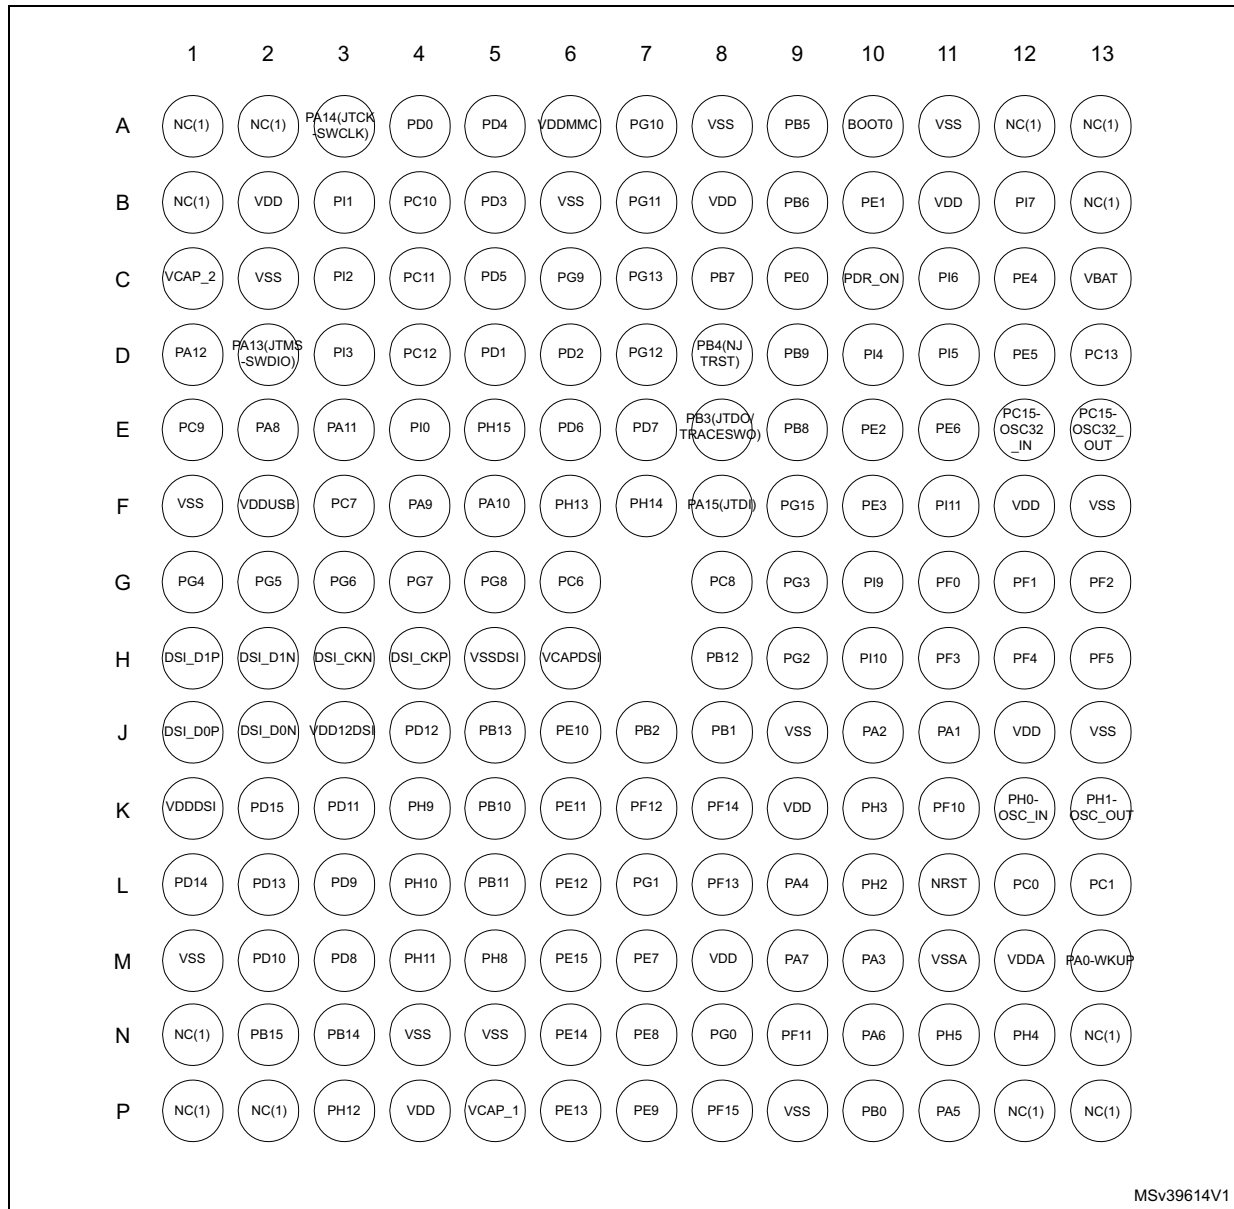 1 2 3 4 5 6 7 8 9 10 11 12 13
A NC(1) NC(1) PA14(JTCK-SWCLK) PD0 PD4 VDDMMC PG10 VSS PB5 BOOT0 VSS NC(1) NC(1)
B NC(1) VDD PI1 PC10 PD3 VSS PG11 VDD PB6 PE1 VDD PI7 NC(1)
C VCAP_2 VSS PI2 PC11 PD5 PG9 PG13 PB7 PE0 PDR_ON PI6 PE4 VBAT
D PA12 PA13(JTMS-SWDIO) PI3 PC12 PD1 PD2 PG12 PB4(NJTRST) PB9 PI4 PI5 PE5 PC13
E PC9 PA8 PA11 PI0 PH15 PD6 PD7 PB3(JTDO/TRACESWO) PB8 PE2 PE6 PC15-OSC32_IN PC15-OSC32_OUT
F VSS VDDUSB PC7 PA9 PA10 PH13 PH14 PA15(JTDI) PG15 PE3 PI11 VDD VSS
G PG4 PG5 PG6 PG7 PG8 PC6 PC8 PG3 PI9 PF0 PF1 PF2
H DSI_D1P DSI_D1N DSI_CKN DSI_CKP VSSDSI VCAPDSI PB12 PG2 PI10 PF3 PF4 PF5
J DSI_D0P DSI_D0N VDD12DSI PD12 PB13 PE10 PB2 PB1 VSS PA2 PA1 VDD VSS
K VDDDSI PD15 PD11 PH9 PB10 PE11 PF12 PF14 VDD PH3 PF10 PH0-OSC_IN PH1-OSC_OUT
L PD14 PD13 PD9 PH10 PB11 PE12 PG1 PF13 PA4 PH2 NRST PC0 PC1
M VSS PD10 PD8 PH11 PH8 PE15 PE7 VDD PA7 PA3 VSSA VDDA PA0-WKUP
N NC(1) PB15 PB14 VSS VSS PE14 PE8 PG0 PF11 PA6 PH5 PH4 NC(1)
P NC(1) NC(1) PH12 VDD VCAP_1 PE13 PE9 PF15 VSS PB0 PA5 NC(1) NC(1)
MSv39614V1